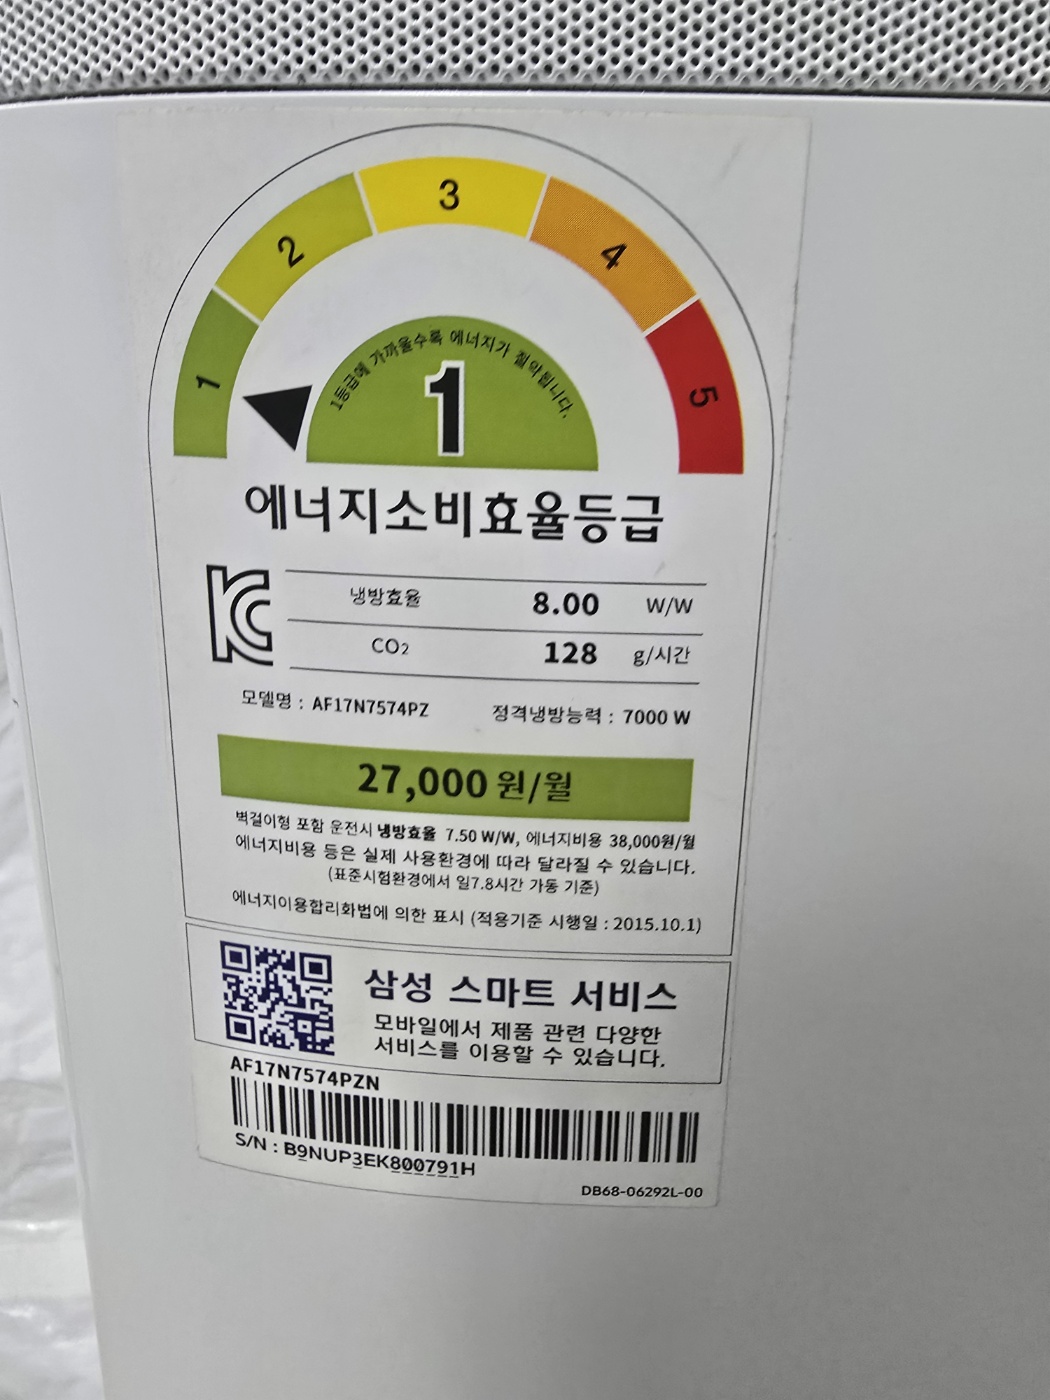 1
2
3
4
5
1등급에 가까울수록 에너지가 절약됩니다.
1
에너지소비효율등급
냉방효율 8.00 W/W
CO₂ 128 g/시간
모델명 : AF17N7574PZ 정격냉방능력 : 7000 W
27,000원/월
벽걸이형 포함 운전시 냉방효율 7.50 W/W, 에너지비용 38,000원/월
에너지비용 등은 실제 사용환경에 따라 달라질 수 있습니다.
(표준시험환경에서 일7.8시간 가동 기준)
에너지이용합리화법에 의한 표시 (적용기준 시행일 : 2015.10.1)
삼성 스마트 서비스
모바일에서 제품 관련 다양한
서비스를 이용할 수 있습니다.
AF17N7574PZN
S/N : B9NUP3EK800791H
DB68-06292L-00